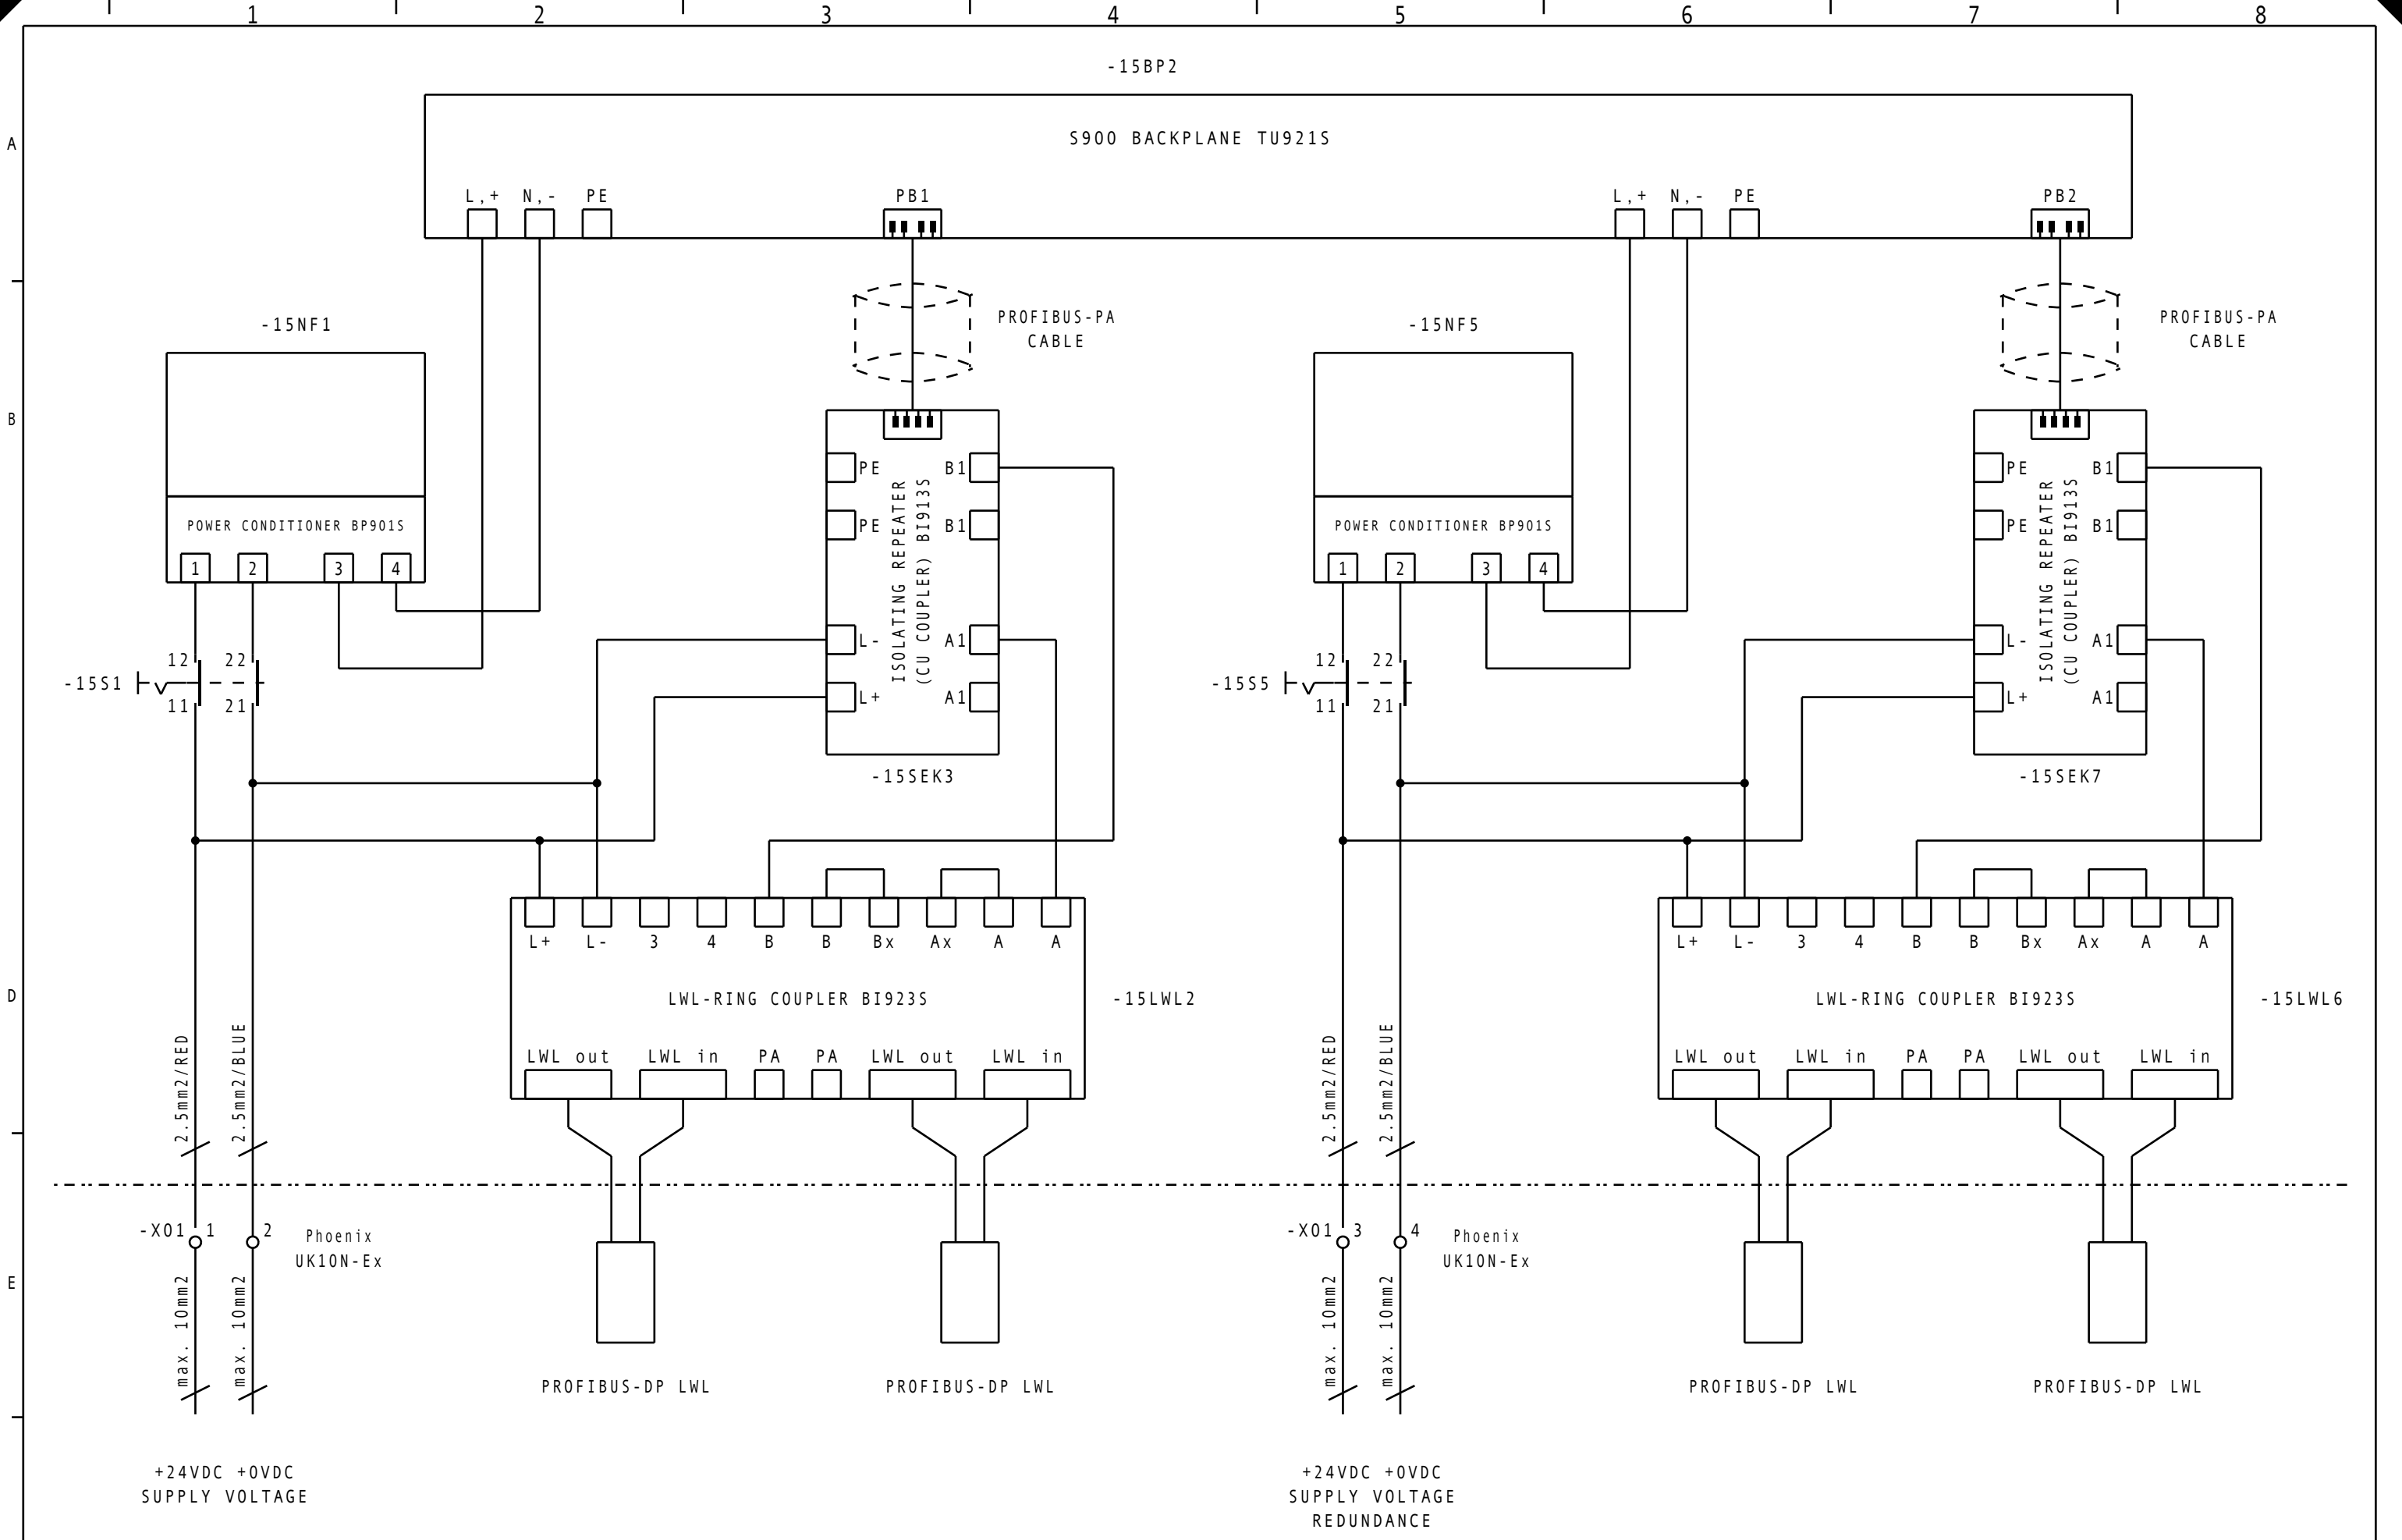 1 2 3 4 5 6 7 8
-15BP2
A
S900 BACKPLANE TU921S
L,+ N,- PE PB1 L,+ N,- PE PB2
-15NF1
PROFIBUS-PA
CABLE
-15NF5
PROFIBUS-PA
CABLE
B
POWER CONDITIONER BP901S
1 2 3 4
PE B1
PE B1
L- A1
L+ A1
ISOLATING REPEATER
(CU COUPLER) BI913S
-15SEK3
POWER CONDITIONER BP901S
1 2 3 4
PE B1
PE B1
L- A1
L+ A1
ISOLATING REPEATER
(CU COUPLER) BI913S
-15SEK7
12 22
-15S1
11 21
12 22
-15S5
11 21
L+ L- 3 4 B B Bx Ax A A
LWL-RING COUPLER BI923S
-15LWL2
LWL out LWL in PA PA LWL out LWL in
L+ L- 3 4 B B Bx Ax A A
LWL-RING COUPLER BI923S
-15LWL6
LWL out LWL in PA PA LWL out LWL in
D
2.5mm2/RED
2.5mm2/BLUE
2.5mm2/RED
2.5mm2/BLUE
-X01 1 2
Phoenix
UK10N-Ex
-X01 3 4
Phoenix
UK10N-Ex
E
max. 10mm2
max. 10mm2
max. 10mm2
max. 10mm2
PROFIBUS-DP LWL
PROFIBUS-DP LWL
PROFIBUS-DP LWL
PROFIBUS-DP LWL
+24VDC +0VDC
SUPPLY VOLTAGE
+24VDC +0VDC
SUPPLY VOLTAGE
REDUNDANCE